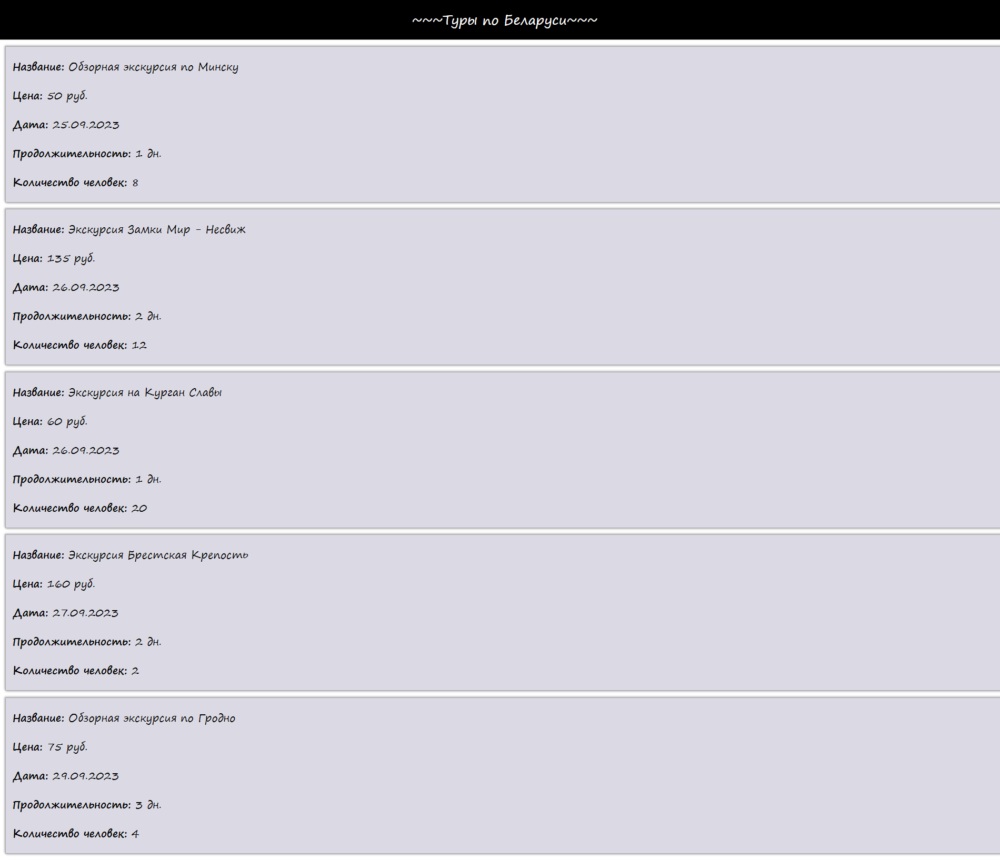 ~~~Туры по Беларуси~~~
Название: Обзорная экскурсия по Минску
Цена: 50 руб.
Дата: 25.09.2023
Продолжительность: 1 дн.
Количество человек: 8
Название: Экскурсия Замки Мир - Несвиж
Цена: 135 руб.
Дата: 26.09.2023
Продолжительность: 2 дн.
Количество человек: 12
Название: Экскурсия на Курган Славы
Цена: 60 руб.
Дата: 26.09.2023
Продолжительность: 1 дн.
Количество человек: 20
Название: Экскурсия Брестская Крепость
Цена: 160 руб.
Дата: 27.09.2023
Продолжительность: 2 дн.
Количество человек: 2
Название: Обзорная экскурсия по Гродно
Цена: 75 руб.
Дата: 29.09.2023
Продолжительность: 3 дн.
Количество человек: 4